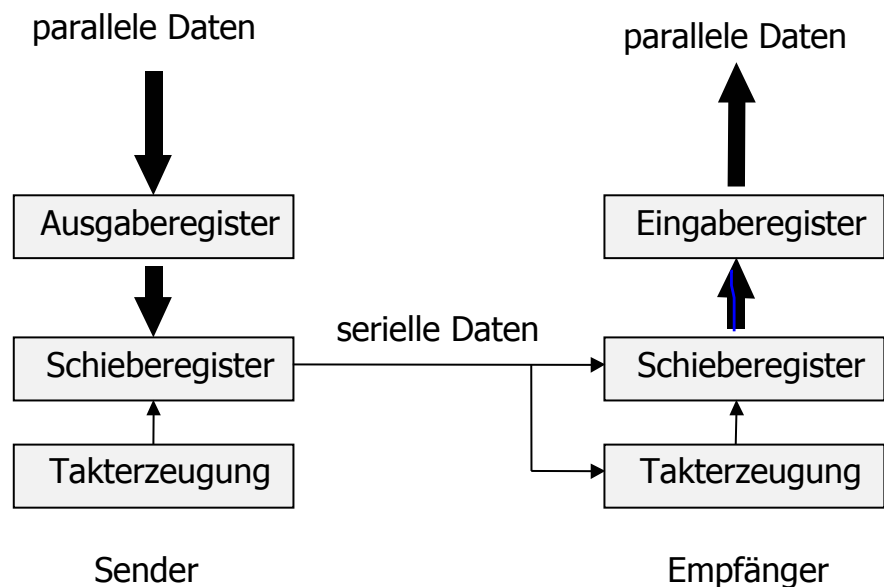 parallele Daten
parallele Daten
Ausgaberegister
Eingaberegister
serielle Daten
Schieberegister
Schieberegister
Takterzeugung
Takterzeugung
Sender
Empfänger